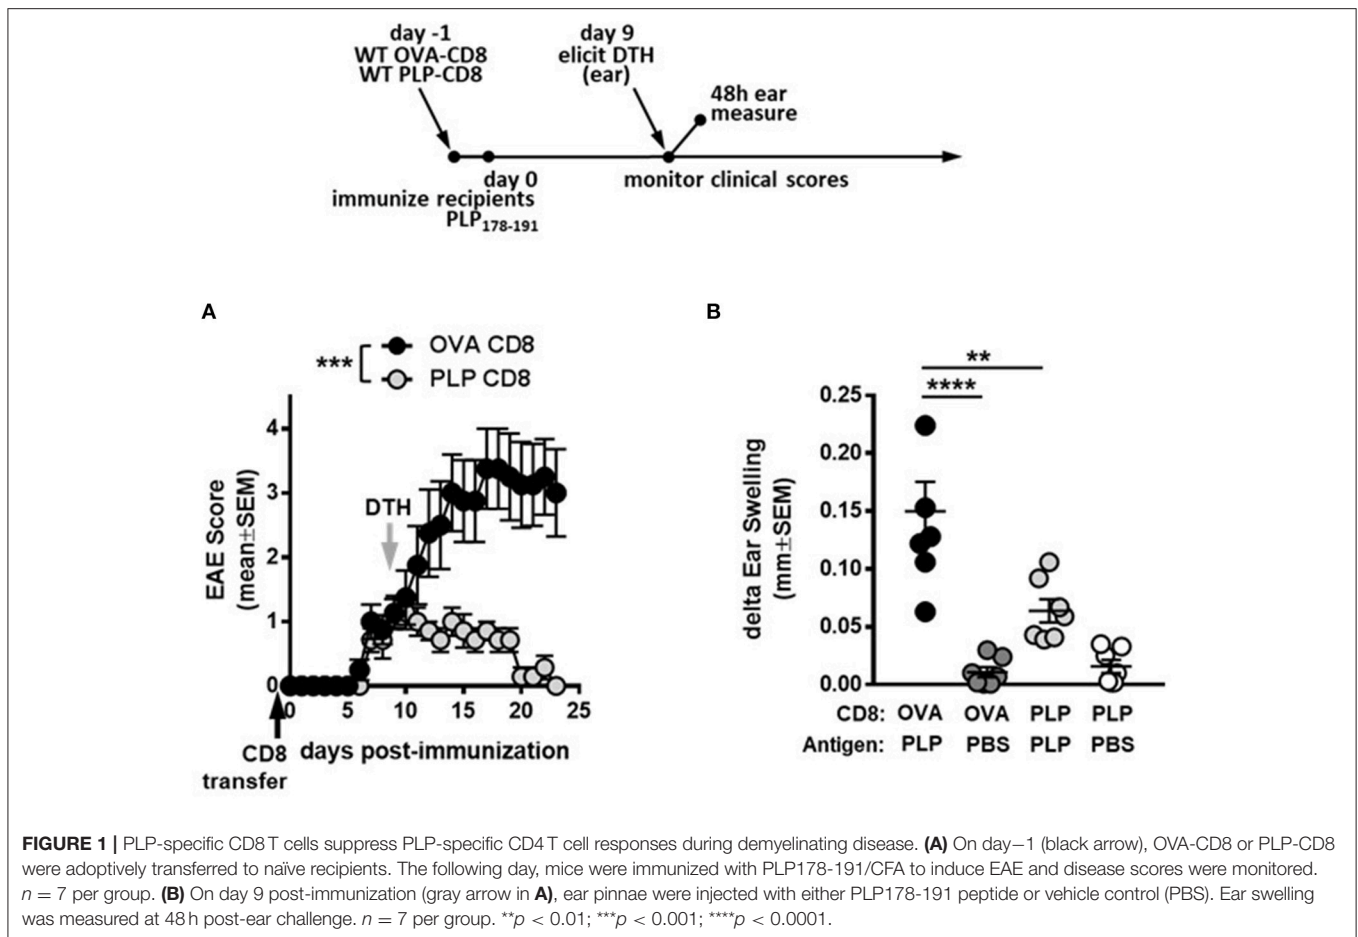 day -1
WT OVA-CD8
WT PLP-CD8
day 9
elicit DTH
(ear)
48h ear
measure
day 0
immunize recipients
PLP178-191
monitor clinical scores
A
*** OVA CD8
PLP CD8
EAE Score
(mean±SEM)
4
3
2
1
0
DTH
0 5 10 15 20 25
CD8
transfer
days post-immunization
B
**
****
delta Ear Swelling
(mm±SEM)
0.25
0.20
0.15
0.10
0.05
0.00
CD8: OVA OVA PLP PLP
Antigen: PLP PBS PLP PBS
FIGURE 1 | PLP-specific CD8 T cells suppress PLP-specific CD4 T cell responses during demyelinating disease. (A) On day−1 (black arrow), OVA-CD8 or PLP-CD8
were adoptively transferred to naïve recipients. The following day, mice were immunized with PLP178-191/CFA to induce EAE and disease scores were monitored.
n = 7 per group. (B) On day 9 post-immunization (gray arrow in A), ear pinnae were injected with either PLP178-191 peptide or vehicle control (PBS). Ear swelling
was measured at 48 h post-ear challenge. n = 7 per group. **p < 0.01; ***p < 0.001; ****p < 0.0001.